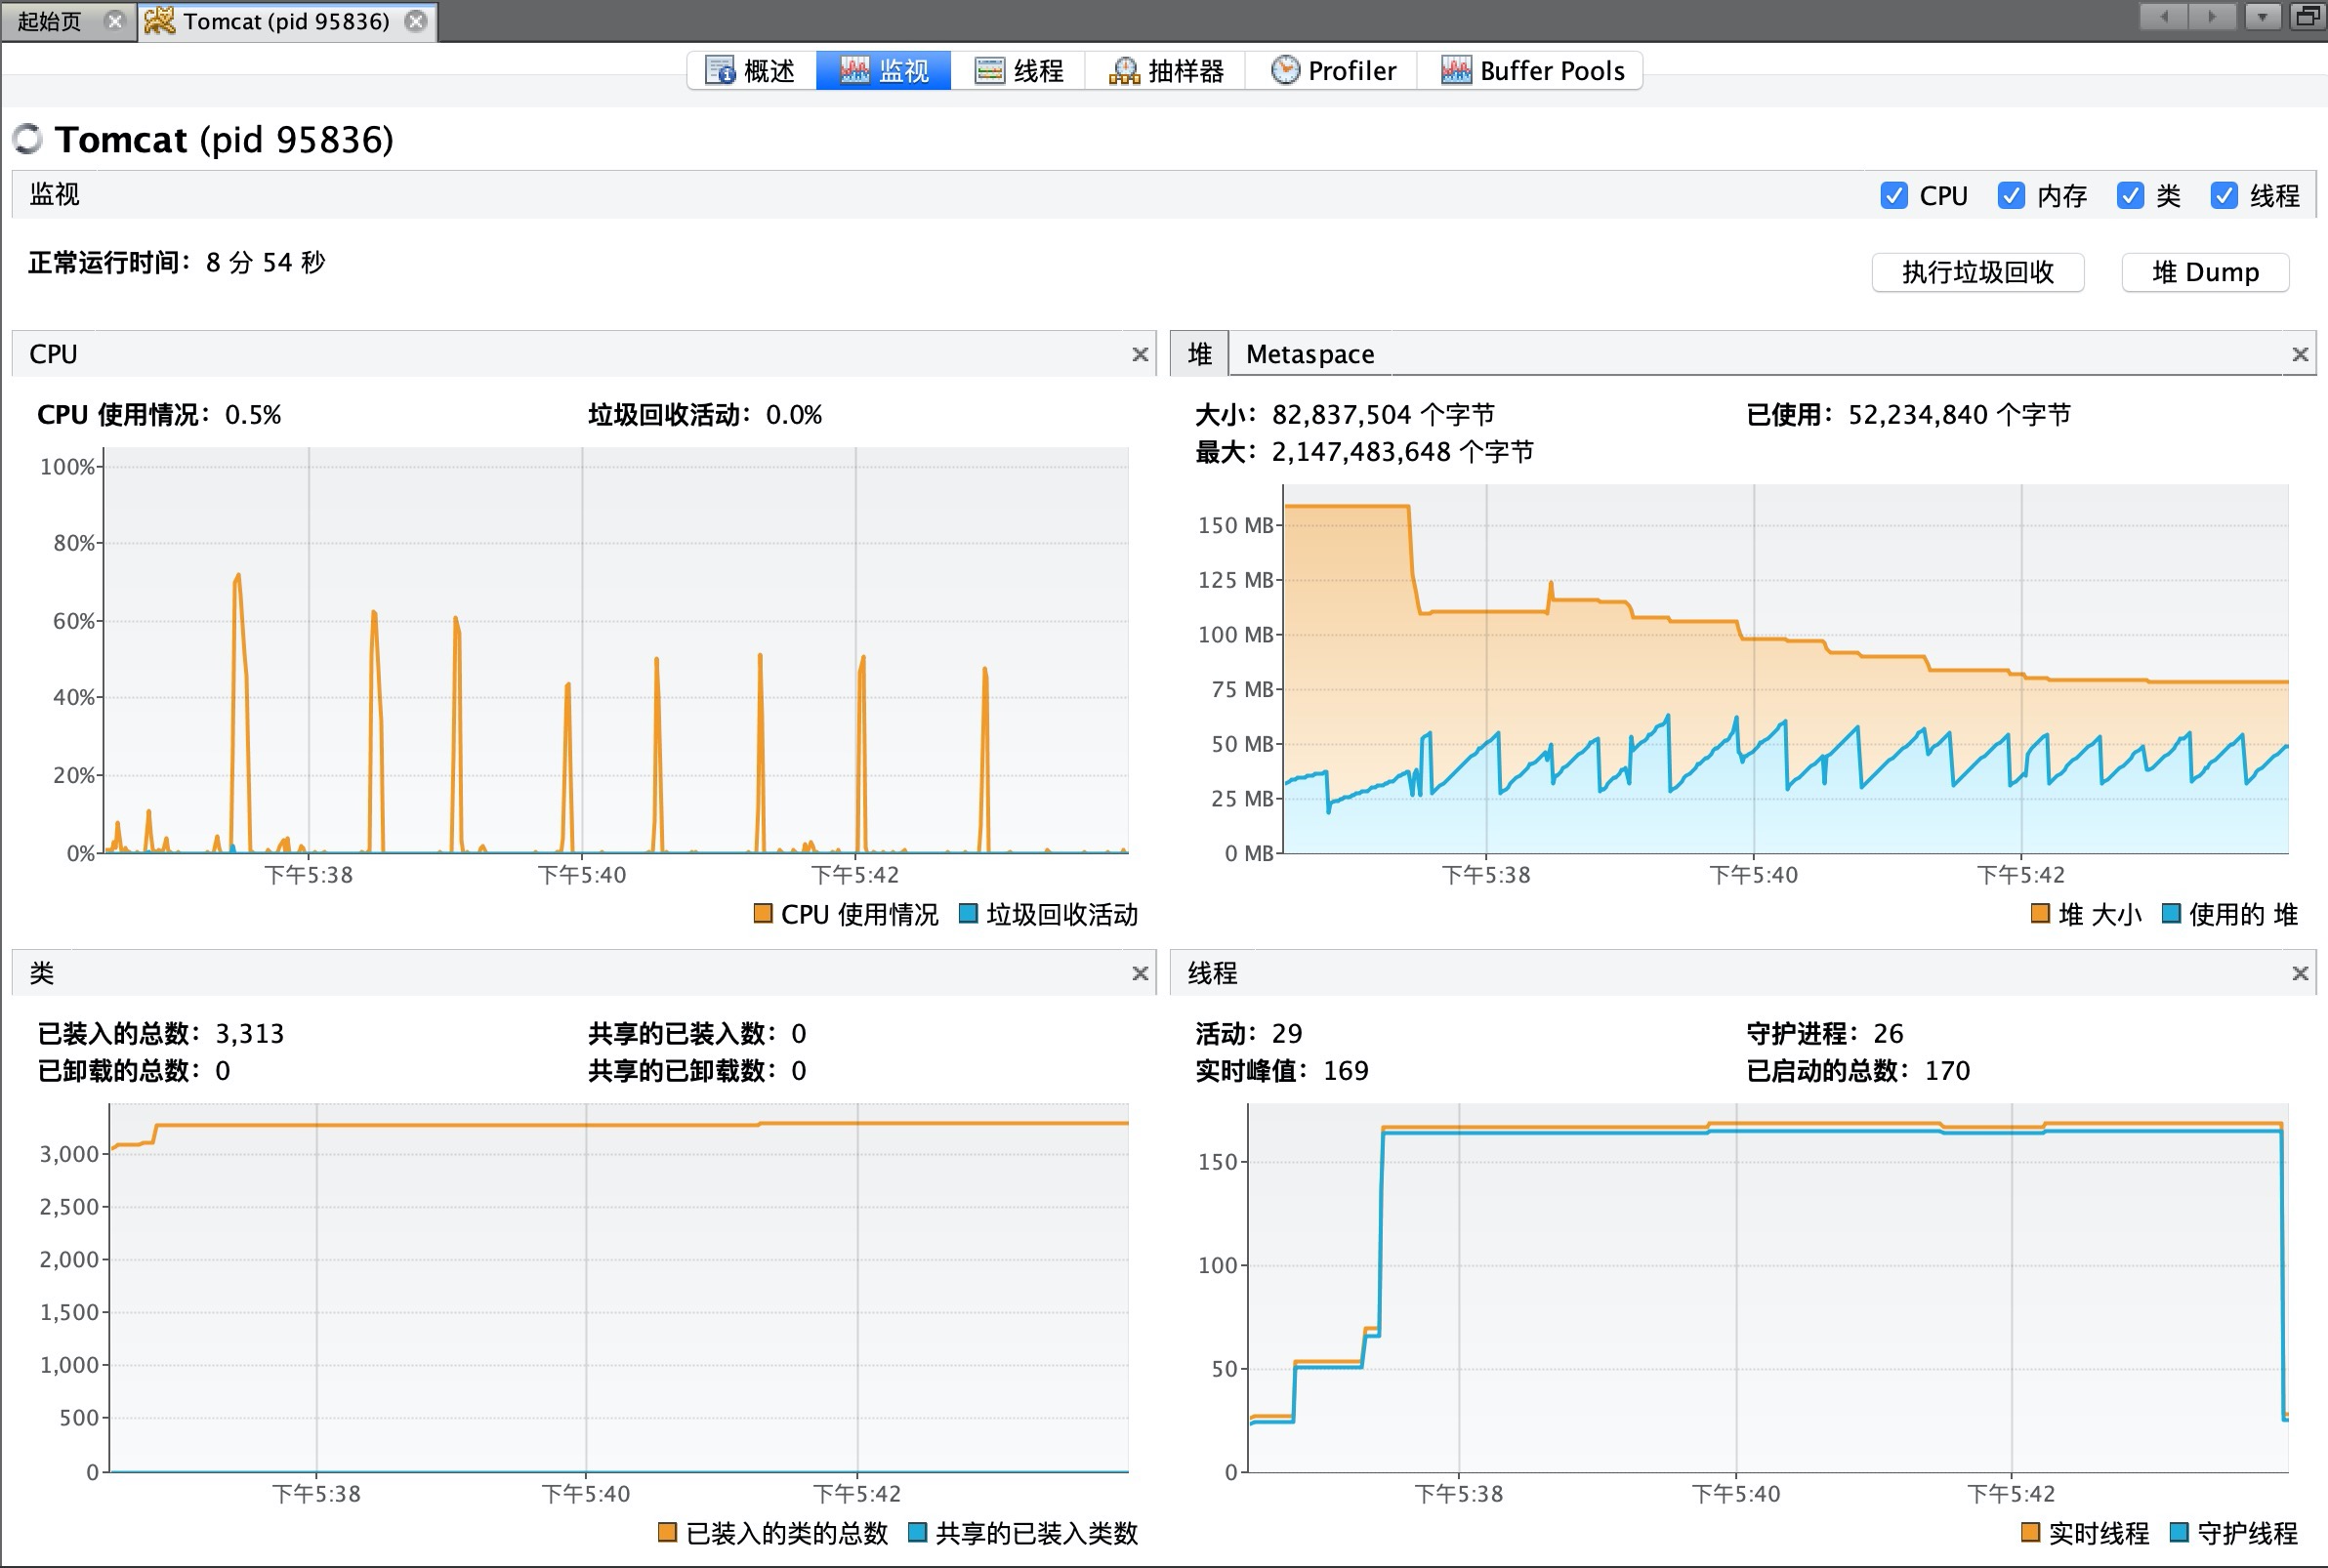 起始页 Tomcat (pid 95836)
概述 监视 线程 抽样器 Profiler Buffer Pools
Tomcat (pid 95836)
监视 CPU 内存 类 线程
正常运行时间：8 分 54 秒 执行垃圾回收 堆 Dump
CPU
CPU 使用情况：0.5% 垃圾回收活动：0.0%
100%
80%
60%
40%
20%
0%
下午5:38 下午5:40 下午5:42
CPU 使用情况 垃圾回收活动
堆 Metaspace
大小：82,837,504 个字节 已使用：52,234,840 个字节
最大：2,147,483,648 个字节
150 MB
125 MB
100 MB
75 MB
50 MB
25 MB
0 MB
下午5:38 下午5:40 下午5:42
堆 大小 使用的 堆
类
已装入的总数：3,313 共享的已装入数：0
已卸载的总数：0 共享的已卸载数：0
3,000
2,500
2,000
1,500
1,000
500
0
下午5:38 下午5:40 下午5:42
已装入的类的总数 共享的已装入类数
线程
活动：29 守护进程：26
实时峰值：169 已启动的总数：170
150
100
50
0
下午5:38 下午5:40 下午5:42
实时线程 守护线程